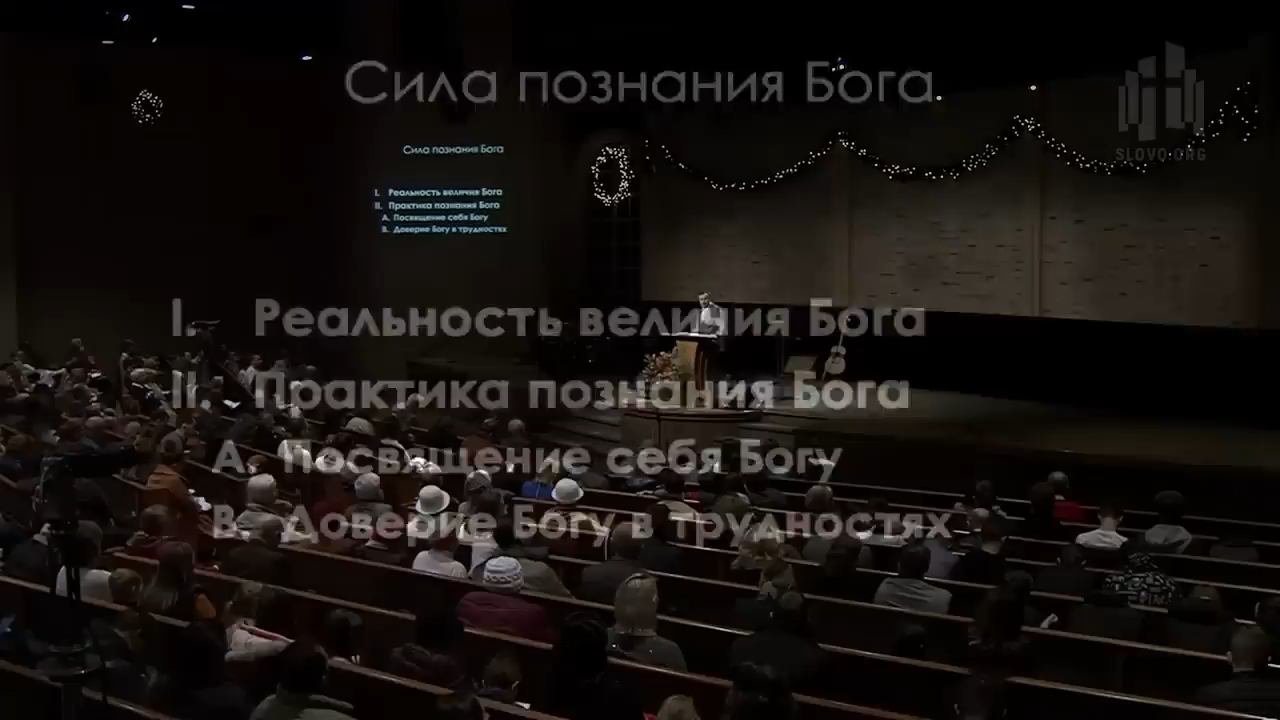 Сила познания Бога
SLOVO.ORG
Сила познания Бога
I. Реальность величия Бога
II. Практика познания Бога
A. Посвящение себя Богу
B. Доверие Богу в трудностях
I. Реальность величия Бога
II. Практика познания Бога
A. Посвящение себя Богу
B. Доверие Богу в трудностях